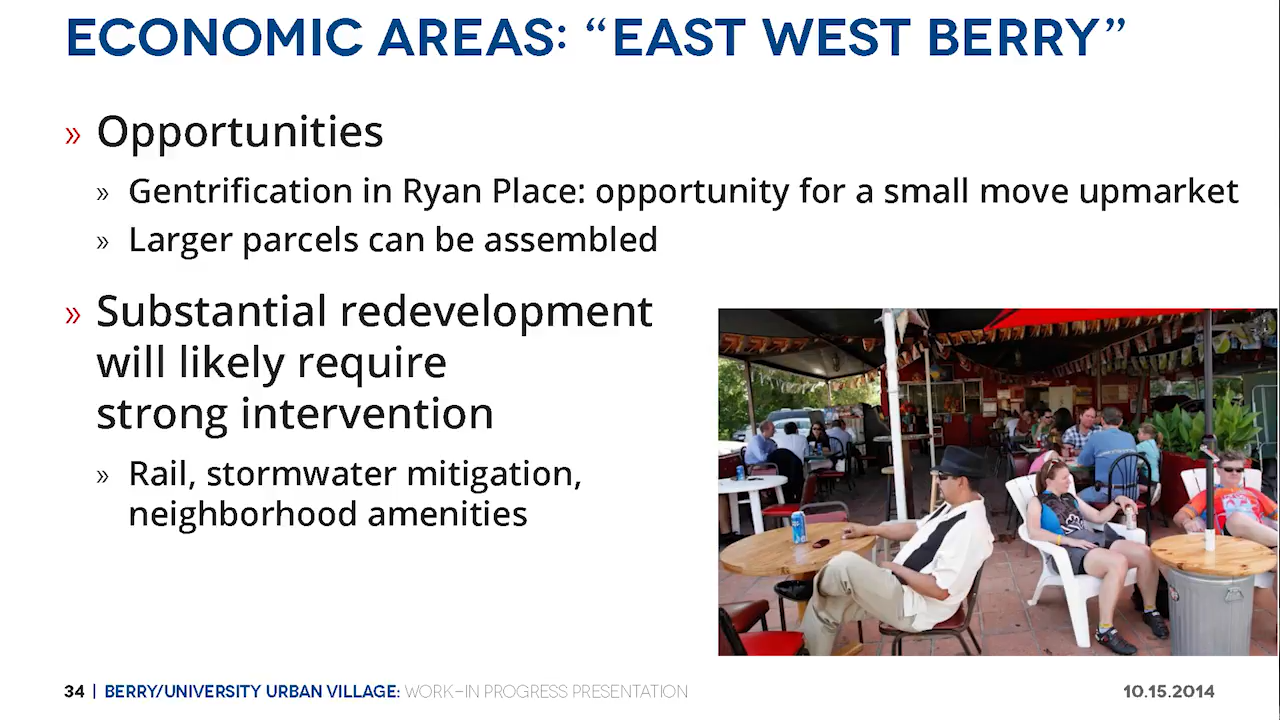 ECONOMIC AREAS: “EAST WEST BERRY”
» Opportunities
» Gentrification in Ryan Place: opportunity for a small move upmarket
» Larger parcels can be assembled
» Substantial redevelopment
will likely require
strong intervention
» Rail, stormwater mitigation,
neighborhood amenities
34 | BERRY/UNIVERSITY URBAN VILLAGE: WORK-IN PROGRESS PRESENTATION
10.15.2014